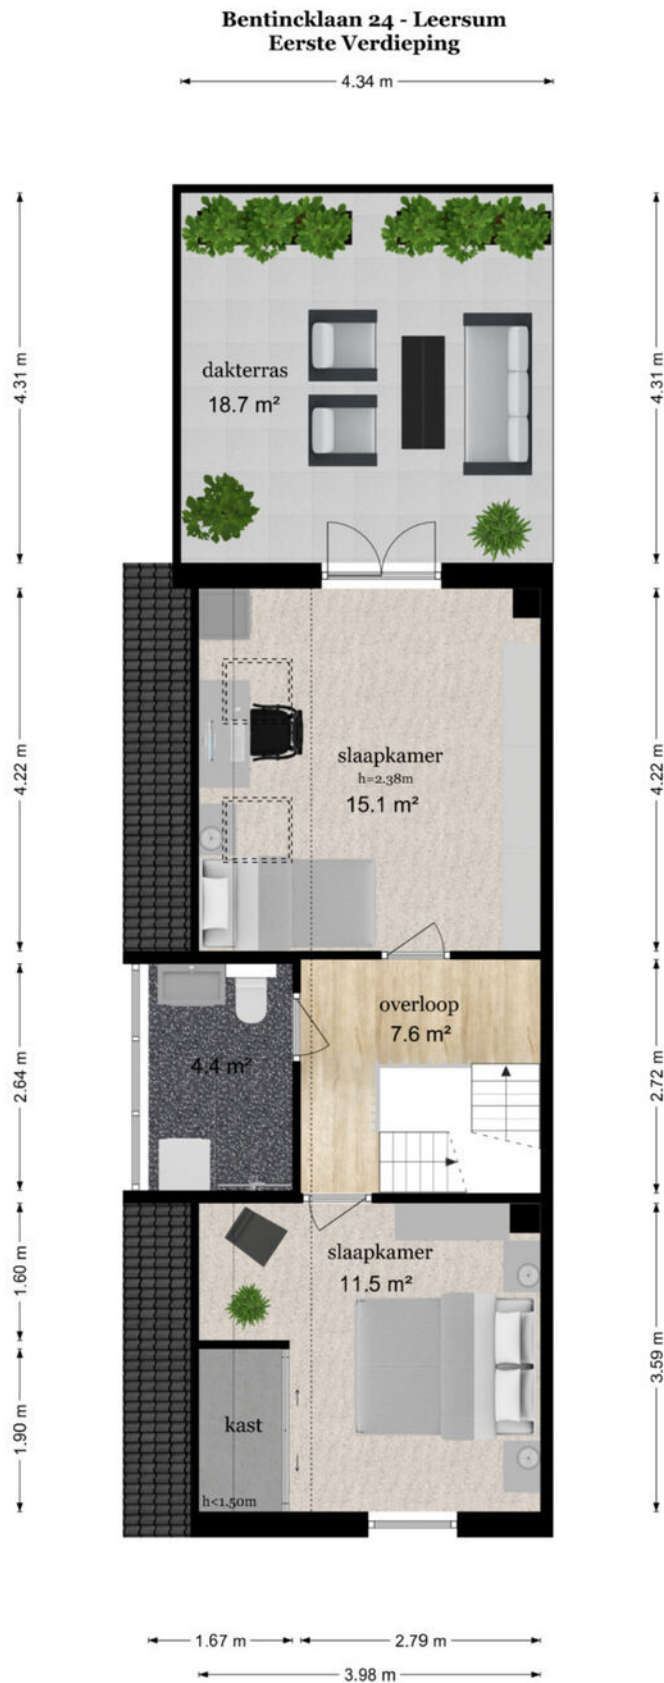 Bentincklaan 24 - Leersum
Eerste Verdieping
4.34 m
4.31 m
4.31 m
dakterras
18.7 m²
4.22 m
4.22 m
slaapkamer
h=2.38m
15.1 m²
overloop
7.6 m²
4.4 m²
2.64 m
2.72 m
slaapkamer
11.5 m²
1.60 m
3.59 m
1.90 m
kast
h<1.50m
1.67 m
2.79 m
3.98 m